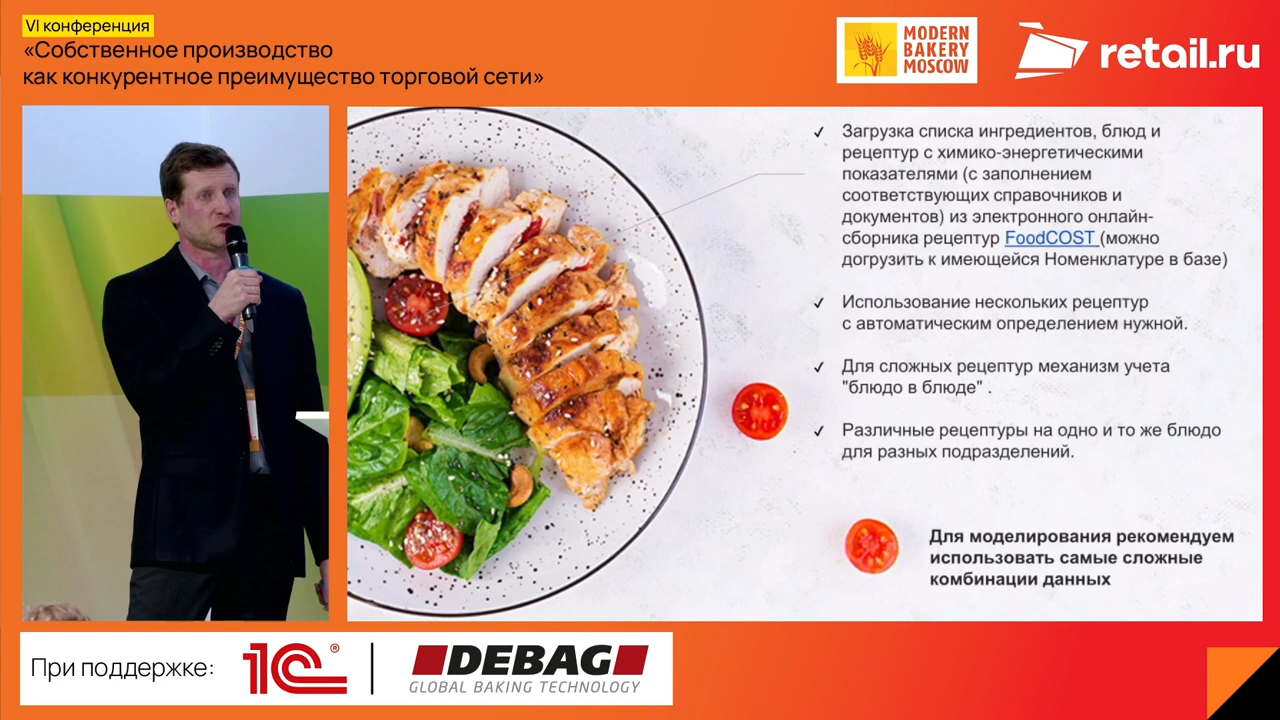 VI конференция
«Собственное производство
как конкурентное преимущество торговой сети»
MODERN
BAKERY
MOSCOW
retail.ru
✓ Загрузка списка ингредиентов, блюд и
рецептур с химико-энергетическими
показателями (с заполнением
соответствующих справочников и
документов) из электронного онлайн-
сборника рецептур FoodCOST (можно
догрузить к имеющейся Номенклатуре в базе)
✓ Использование нескольких рецептур
с автоматическим определением нужной.
✓ Для сложных рецептур механизм учета
"блюдо в блюде" .
✓ Различные рецептуры на одно и то же блюдо
для разных подразделений.
Для моделирования рекомендуем
использовать самые сложные
комбинации данных
При поддержке:
1С®
DEBAG
GLOBAL BAKING TECHNOLOGY